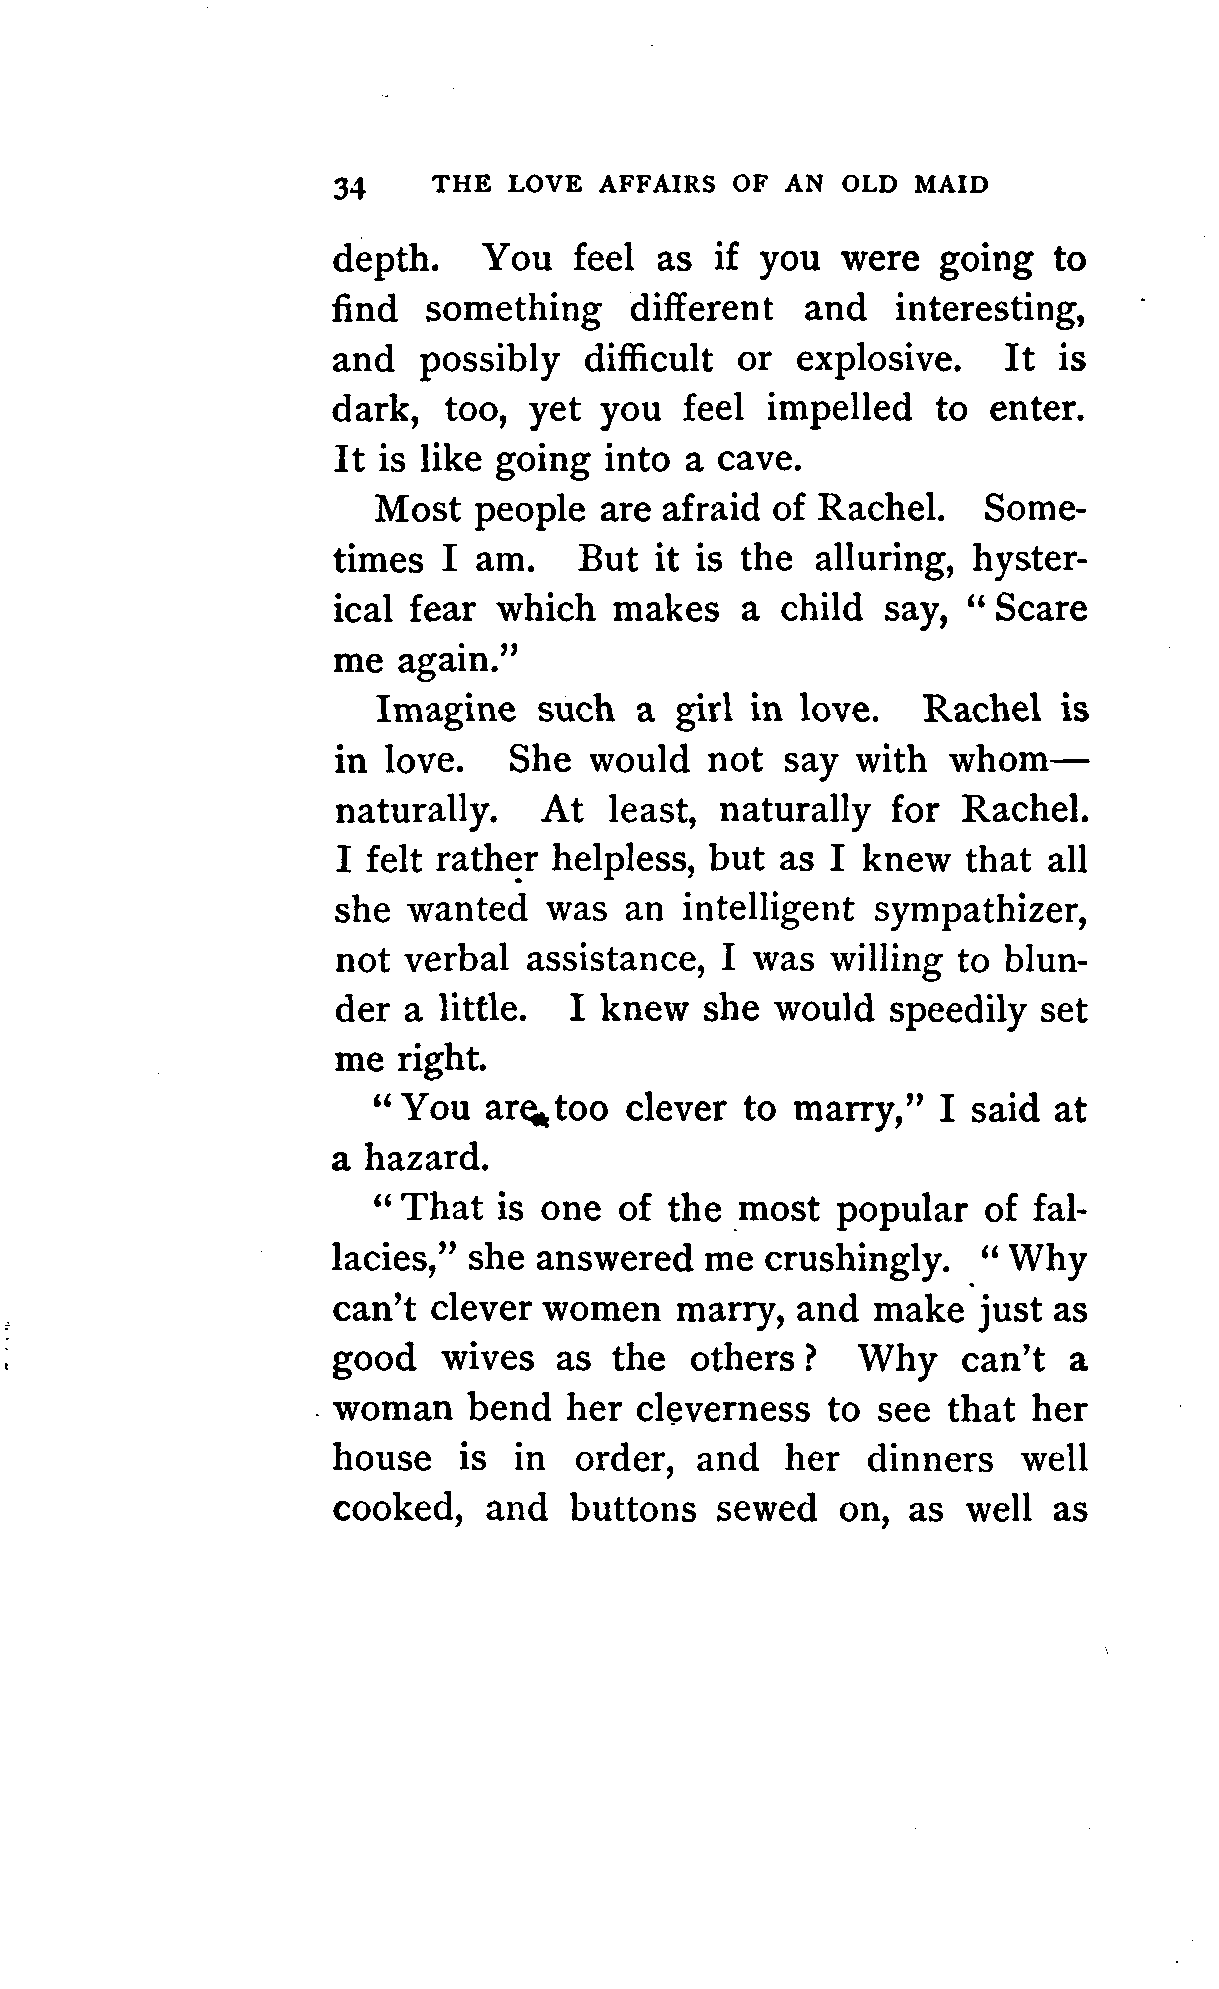 34 THE LOVE AFFAIRS OF AN OLD MAID
depth. You feel as if you were going to
find something different and interesting,
and possibly difficult or explosive. It is
dark, too, yet you feel impelled to enter.
It is like going into a cave.
Most people are afraid of Rachel. Some-
times I am. But it is the alluring, hyster-
ical fear which makes a child say, "Scare
me again."
Imagine such a girl in love. Rachel is
in love. She would not say with whom—
naturally. At least, naturally for Rachel.
I felt rather helpless, but as I knew that all
she wanted was an intelligent sympathizer,
not verbal assistance, I was willing to blun-
der a little. I knew she would speedily set
me right.
"You are too clever to marry," I said at
a hazard.
"That is one of the most popular of fal-
lacies," she answered me crushingly. "Why
can't clever women marry, and make just as
good wives as the others? Why can't a
woman bend her cleverness to see that her
house is in order, and her dinners well
cooked, and buttons sewed on, as well as